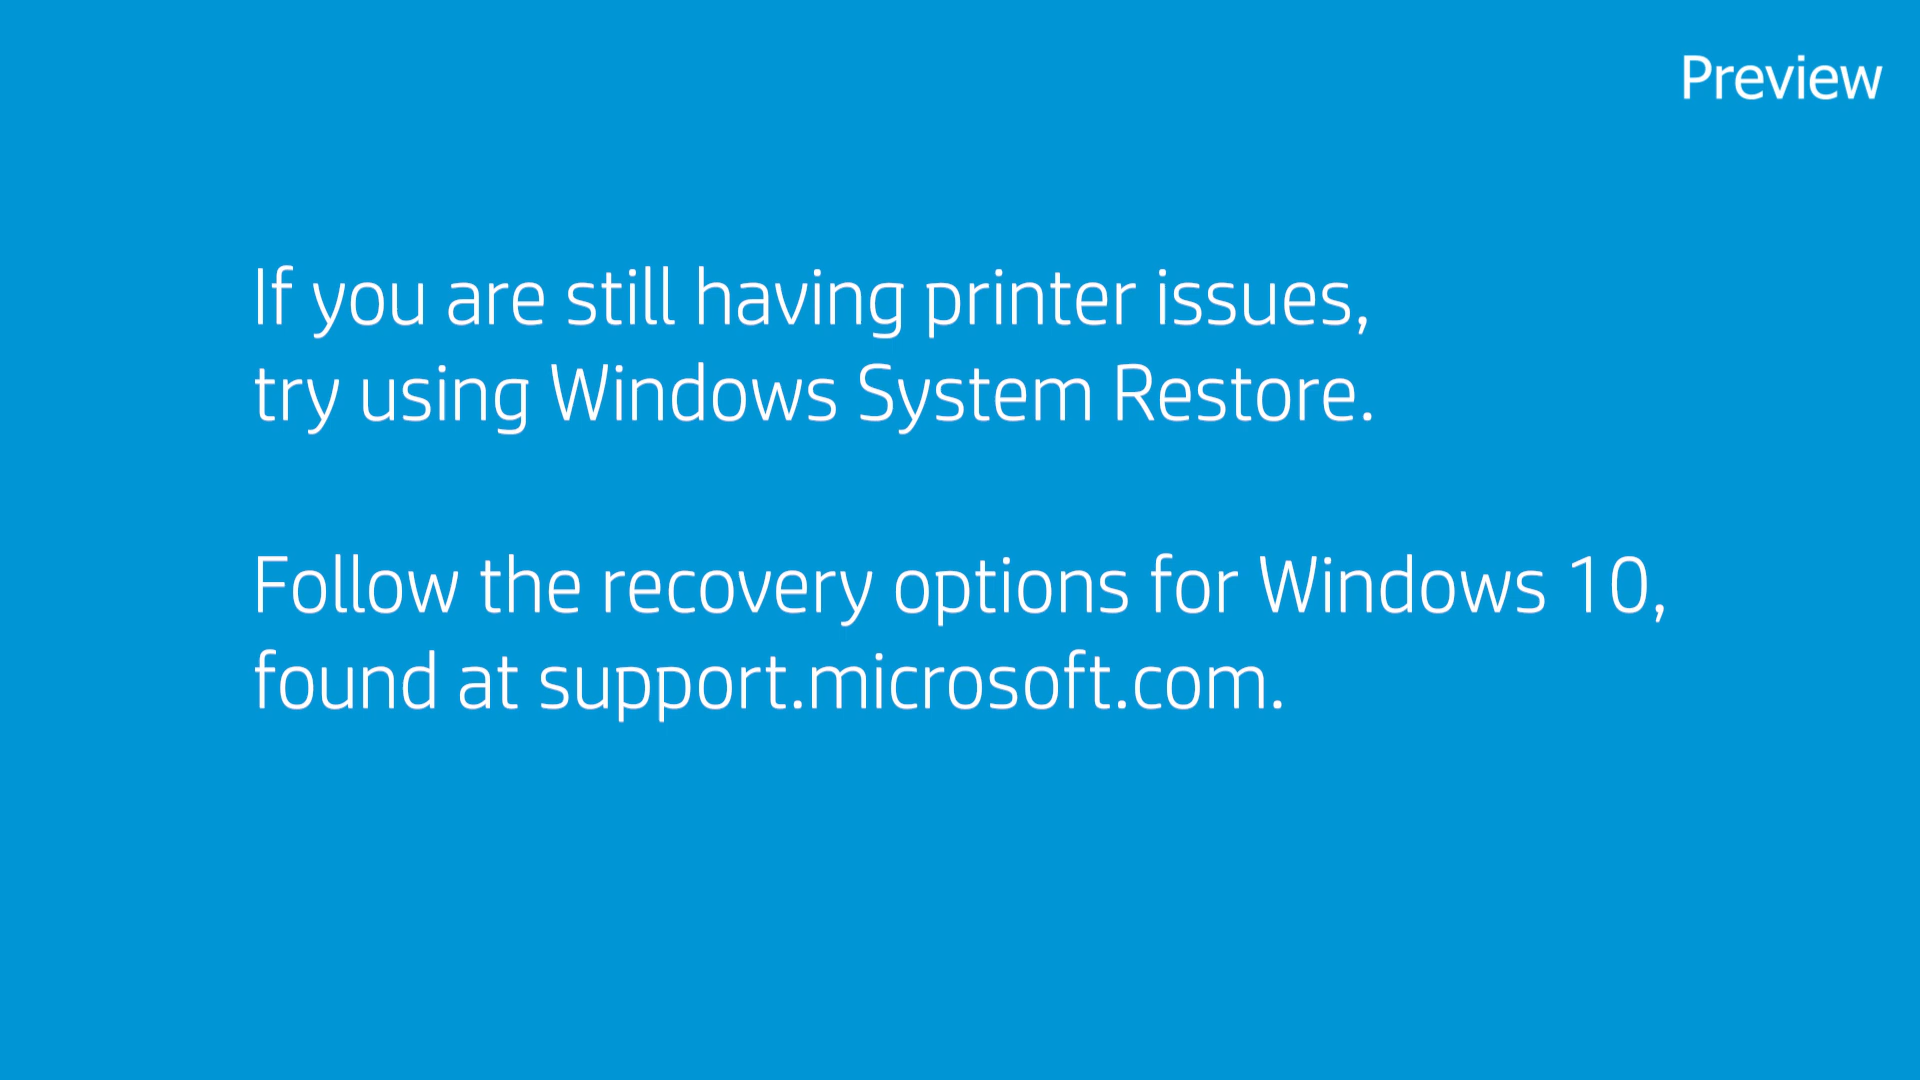 Preview
If you are still having printer issues,
try using Windows System Restore.
Follow the recovery options for Windows 10,
found at support.microsoft.com.